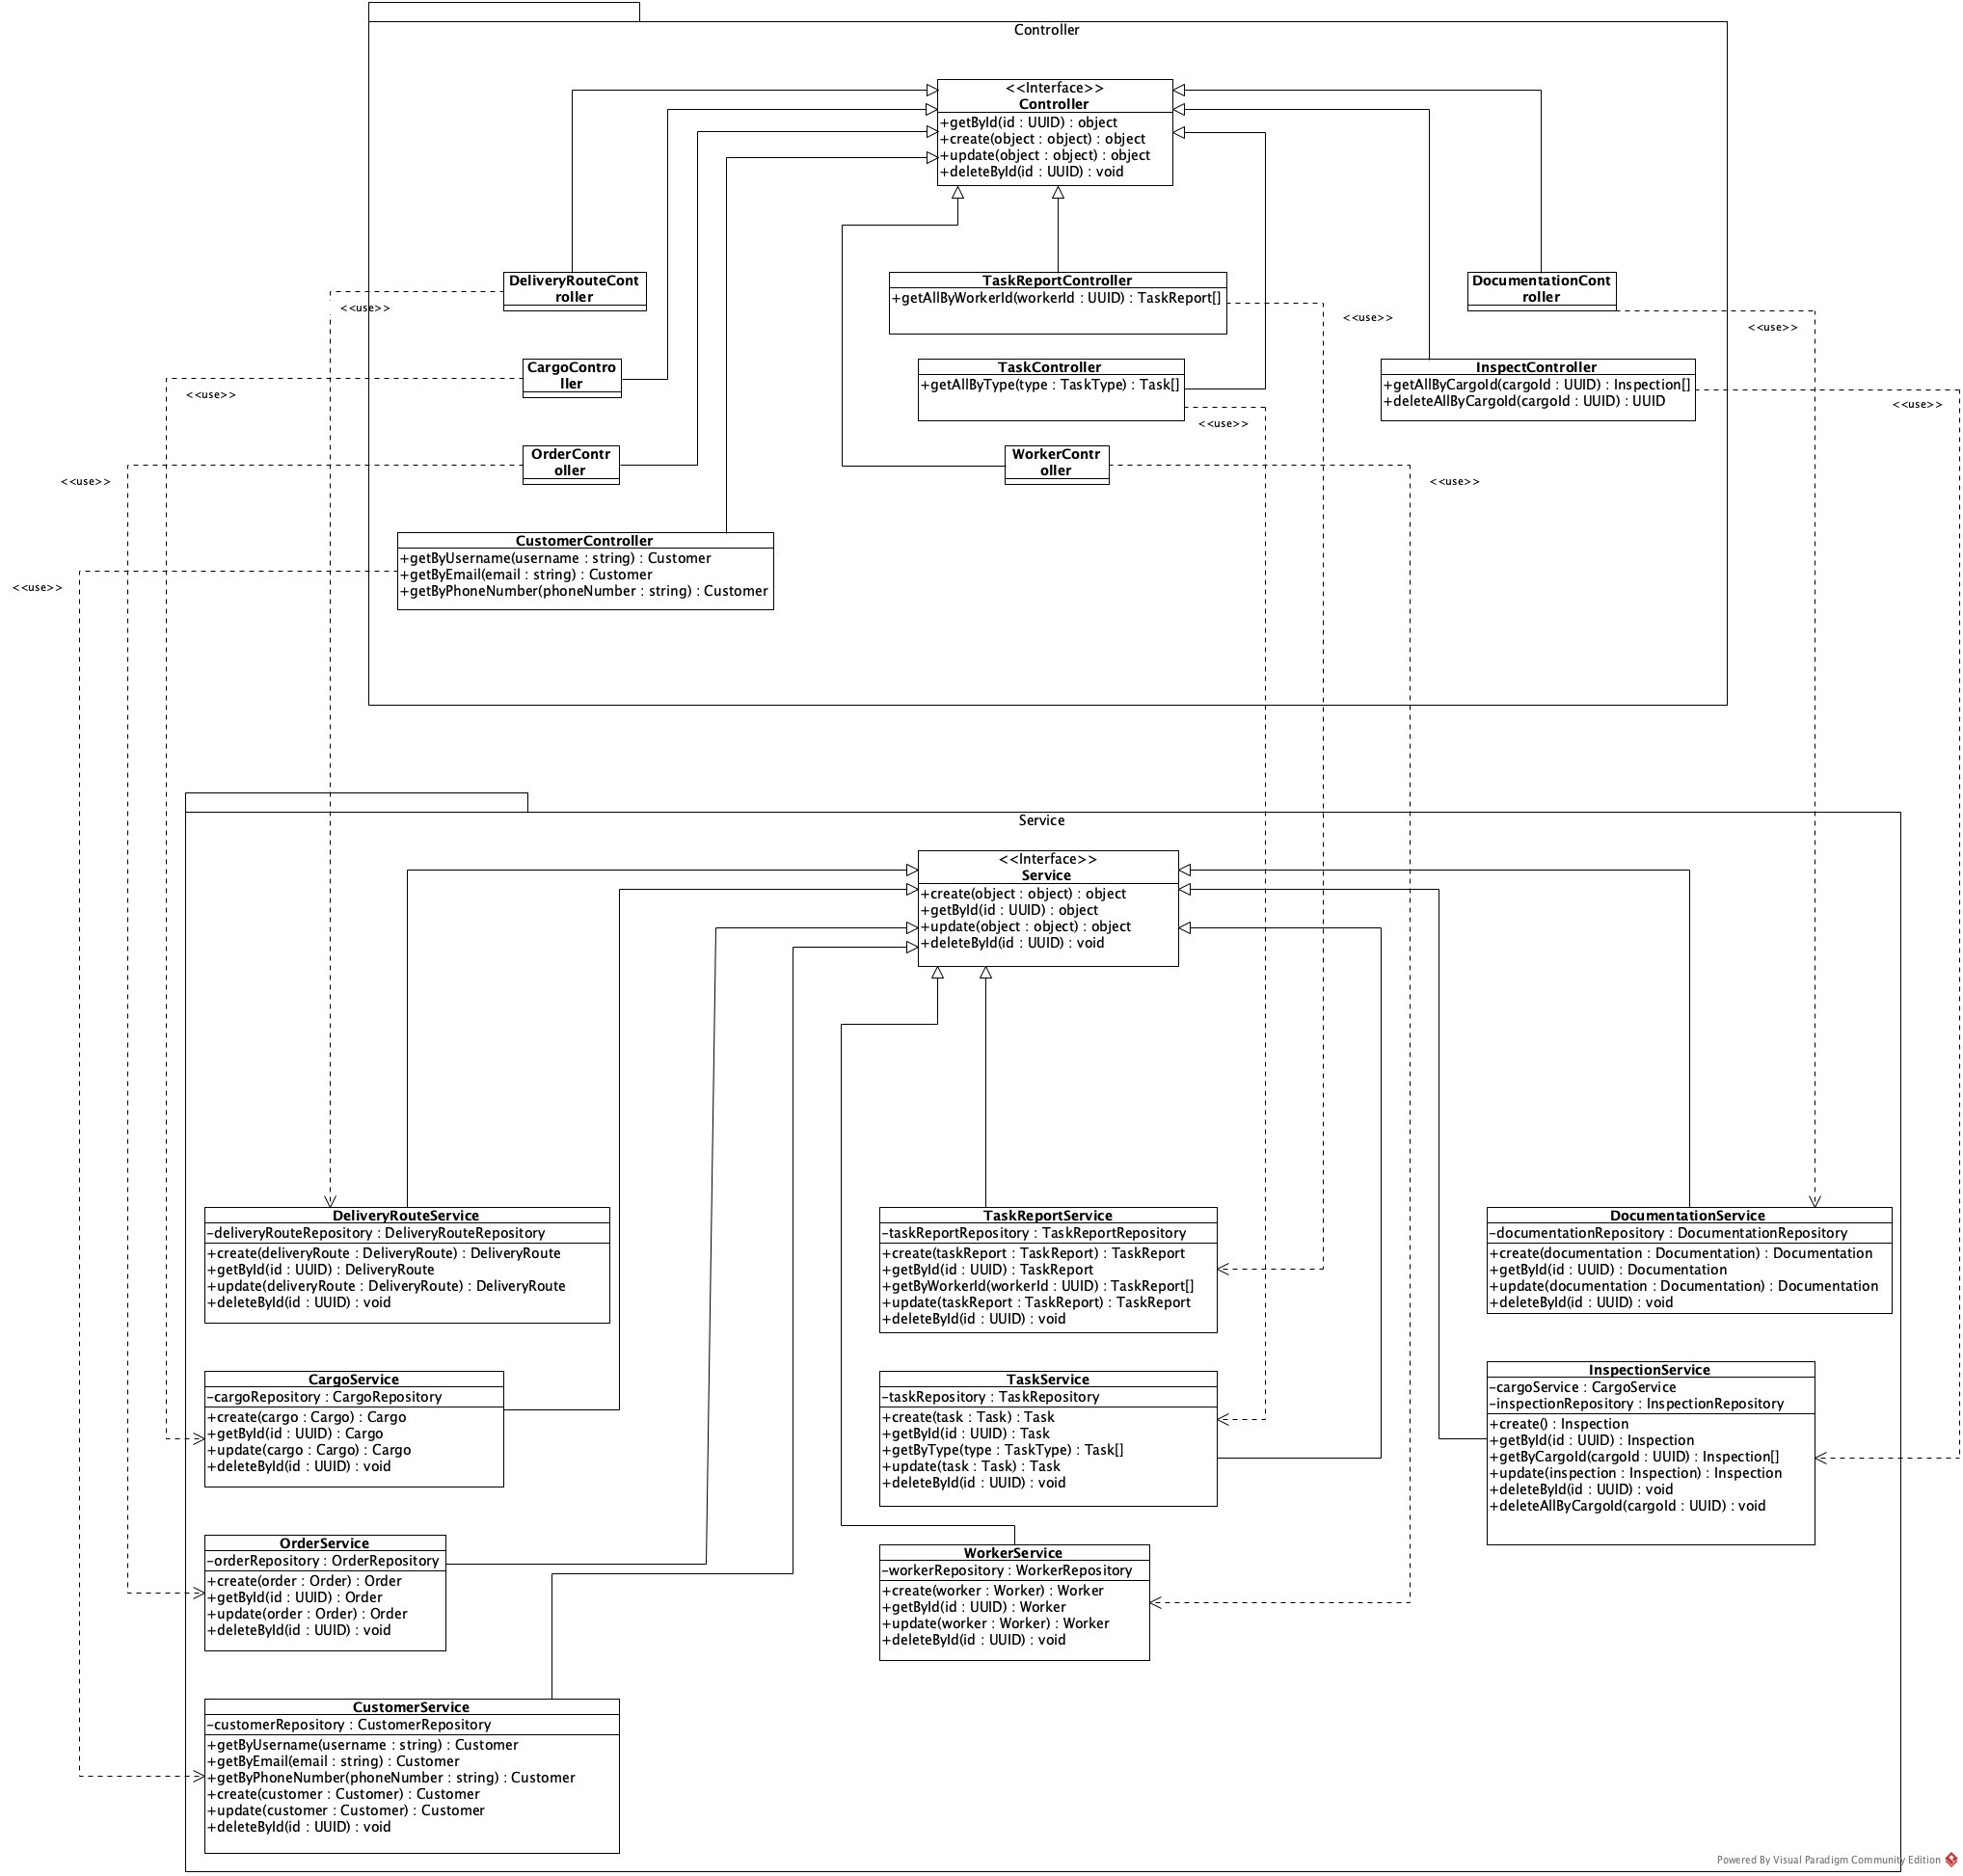 Controller
<<Interface>>
Controller
+getById(id : UUID) : object
+create(object : object) : object
+update(object : object) : object
+deleteById(id : UUID) : void
DeliveryRouteCont
roller
<<use>>
TaskReportController
+getAllByWorkerId(workerId : UUID) : TaskReport[]
<<use>>
DocumentationCont
roller
<<use>>
CargoContro
ller
<<use>>
TaskController
+getAllByType(type : TaskType) : Task[]
<<use>>
InspectController
+getAllByCargoId(cargoId : UUID) : Inspection[]
+deleteAllByCargoId(cargoId : UUID) : UUID
<<use>>
OrderContr
oller
<<use>>
WorkerContr
oller
<<use>>
CustomerController
+getByUsername(username : string) : Customer
+getByEmail(email : string) : Customer
+getByPhoneNumber(phoneNumber : string) : Customer
<<use>>
Service
<<Interface>>
Service
+create(object : object) : object
+getById(id : UUID) : object
+update(object : object) : object
+deleteById(id : UUID) : void
DeliveryRouteService
-deliveryRouteRepository : DeliveryRouteRepository
+create(deliveryRoute : DeliveryRoute) : DeliveryRoute
+getById(id : UUID) : DeliveryRoute
+update(deliveryRoute : DeliveryRoute) : DeliveryRoute
+deleteById(id : UUID) : void
TaskReportService
-taskReportRepository : TaskReportRepository
+create(taskReport : TaskReport) : TaskReport
+getById(id : UUID) : TaskReport
+getByWorkerId(workerId : UUID) : TaskReport[]
+update(taskReport : TaskReport) : TaskReport
+deleteById(id : UUID) : void
DocumentationService
-documentationRepository : DocumentationRepository
+create(documentation : Documentation) : Documentation
+getById(id : UUID) : Documentation
+update(documentation : Documentation) : Documentation
+deleteById(id : UUID) : void
CargoService
-cargoRepository : CargoRepository
+create(cargo : Cargo) : Cargo
+getById(id : UUID) : Cargo
+update(cargo : Cargo) : Cargo
+deleteById(id : UUID) : void
TaskService
-taskRepository : TaskRepository
+create(task : Task) : Task
+getById(id : UUID) : Task
+getByType(type : TaskType) : Task[]
+update(task : Task) : Task
+deleteById(id : UUID) : void
InspectionService
-cargoService : CargoService
-inspectionRepository : InspectionRepository
+create() : Inspection
+getById(id : UUID) : Inspection
+getByCargoId(cargoId : UUID) : Inspection[]
+update(inspection : Inspection) : Inspection
+deleteById(id : UUID) : void
+deleteAllByCargoId(cargoId : UUID) : void
OrderService
-orderRepository : OrderRepository
+create(order : Order) : Order
+getById(id : UUID) : Order
+update(order : Order) : Order
+deleteById(id : UUID) : void
WorkerService
-workerRepository : WorkerRepository
+create(worker : Worker) : Worker
+getById(id : UUID) : Worker
+update(worker : Worker) : Worker
+deleteById(id : UUID) : void
CustomerService
-customerRepository : CustomerRepository
+getByUsername(username : string) : Customer
+getByEmail(email : string) : Customer
+getByPhoneNumber(phoneNumber : string) : Customer
+create(customer : Customer) : Customer
+update(customer : Customer) : Customer
+deleteById(id : UUID) : void
Powered By Visual Paradigm Community Edition